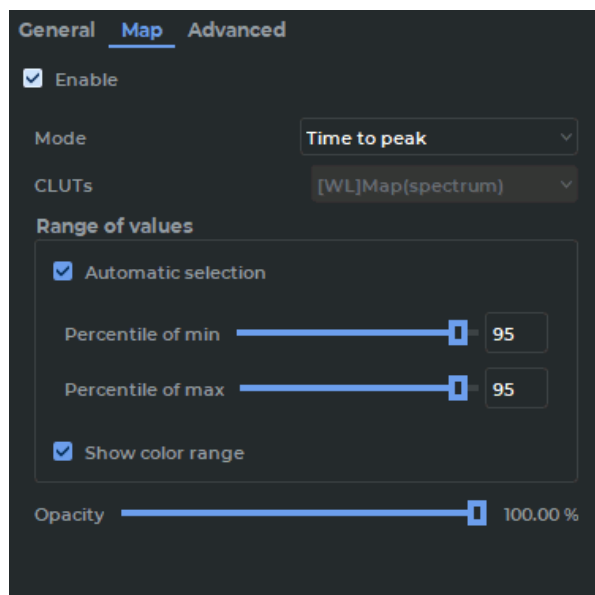 General Map Advanced
Enable
Mode Time to peak
CLUTs [WL]Map(spectrum)
Range of values
Automatic selection
Percentile of min 95
Percentile of max 95
Show color range
Opacity 100.00 %